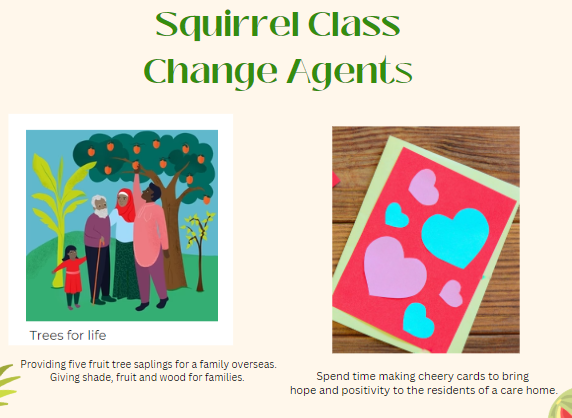 Squirrel Class
Change Agents
Trees for life
Providing five fruit tree saplings for a family overseas.
Giving shade, fruit and wood for families.
Spend time making cheery cards to bring
hope and positivity to the residents of a care home.